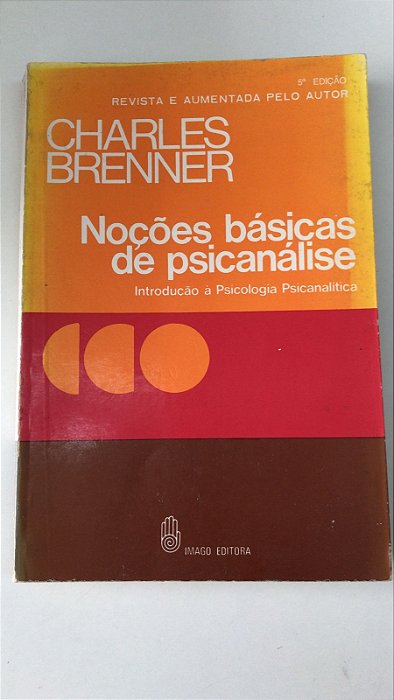 5ª EDIÇÃO
REVISTA E AUMENTADA PELO AUTOR
CHARLES
BRENNER
Noções básicas
de psicanálise
Introdução à Psicologia Psicanalítica
IMAGO EDITORA